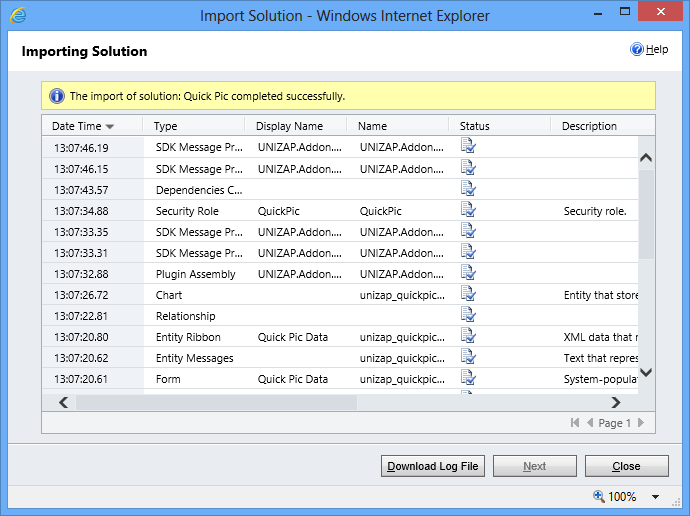 Import Solution - Windows Internet Explorer
Importing Solution
Help
The import of solution: Quick Pic completed successfully.
Date Time Type Display Name Name Status Description
13:07:46.19 SDK Message Pr... UNIZAP.Addon.... UNIZAP.Addon....
13:07:46.15 SDK Message Pr... UNIZAP.Addon.... UNIZAP.Addon....
13:07:43.57 Dependencies C...
13:07:34.88 Security Role QuickPic QuickPic Security role.
13:07:33.35 SDK Message Pr... UNIZAP.Addon.... UNIZAP.Addon....
13:07:33.31 SDK Message Pr... UNIZAP.Addon.... UNIZAP.Addon....
13:07:32.88 Plugin Assembly UNIZAP.Addon.... UNIZAP.Addon....
13:07:26.72 Chart unizap_quickpic... Entity that store
13:07:22.81 Relationship
13:07:20.80 Entity Ribbon Quick Pic Data unizap_quickpic... XML data that r
13:07:20.62 Entity Messages unizap_quickpic... Text that repres
13:07:20.61 Form Quick Pic Data unizap_quickpic... System-populat
Page 1
Download Log File Next Close
100%